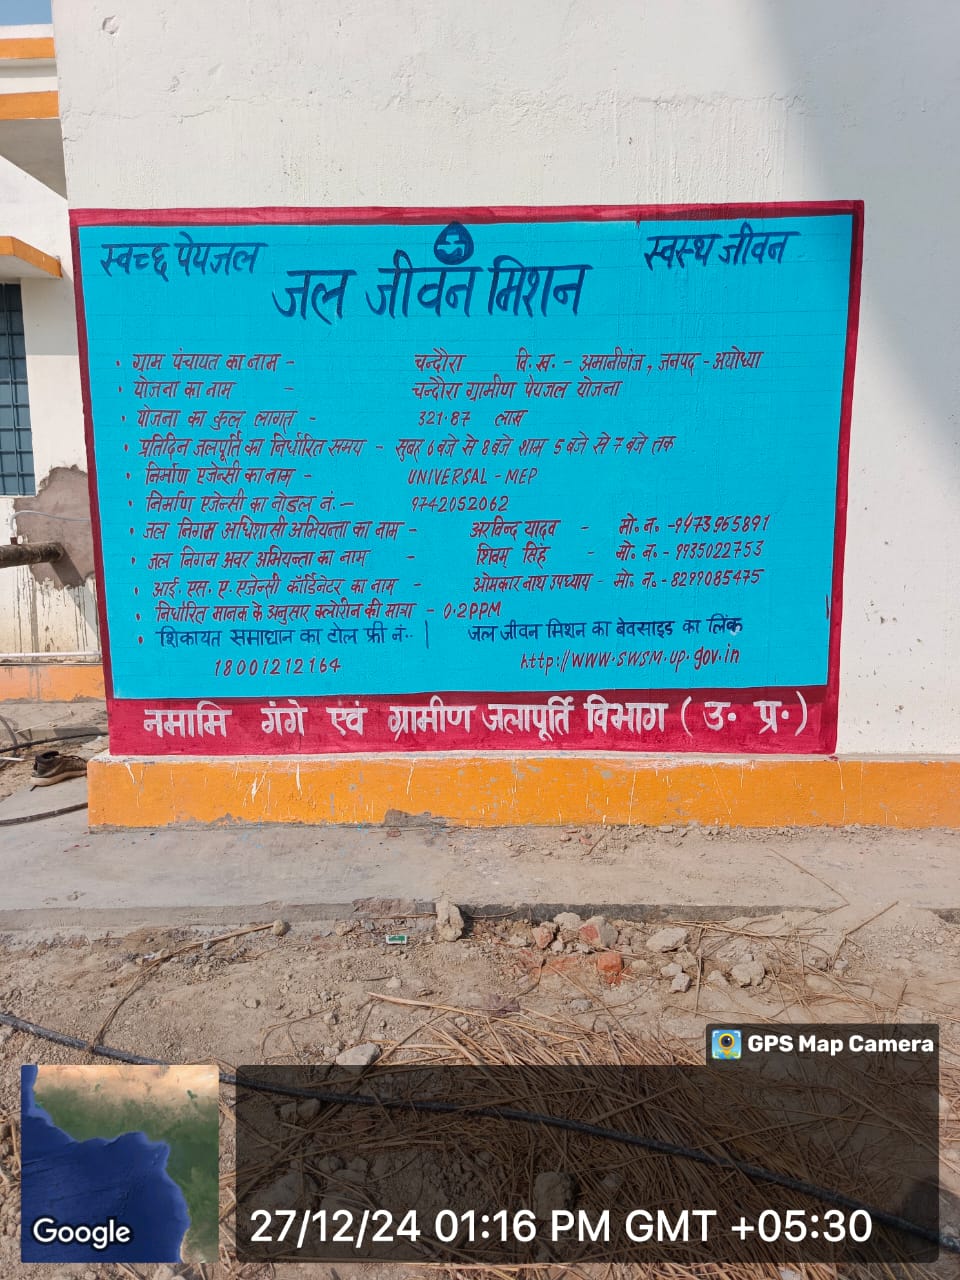 स्वच्छ पेयजल
स्वस्थ जीवन
जल जीवन मिशन
• ग्राम पंचायत का नाम - चन्दौरा वि. ख. - अमानीगंज, जनपद - अयोध्या
• योजना का नाम - चन्दौरा ग्रामीण पेयजल योजना
• योजना का कुल लागत - 321.87 लाख
• प्रतिदिन जलपूर्ति का निर्धारित समय - सुबह 6 बजे से 8 बजे शाम 5 बजे से 7 बजे तक
• निर्माण एजेन्सी का नाम - UNIVERSAL - MEP
• निर्माण एजेन्सी का नोडल नं. - 9742052062
• जल निगम अधिशासी अभियन्ता का नाम - अरविन्द यादव - मो. न. - 9473965891
• जल निगम अवर अभियन्ता का नाम - शिवम् सिंह - मो. न. - 9935022753
• आई. एस. ए. एजेन्सी कॉर्डिनेटर का नाम - ओमकार नाथ उपध्याय - मो. न. - 8299085475
• निर्धारित मानक के अनुसार क्लोरीन की मात्रा - 0.2PPM
• शिकायत समाधान का टोल फ्री नं.. | जल जीवन मिशन का बेवसाइड का लिंक
18001212164 http://www.swsm.up.gov.in
नमामि गंगे एवं ग्रामीण जलापूर्ति विभाग ( उ. प्र. )
GPS Map Camera
Google
27/12/24 01:16 PM GMT +05:30